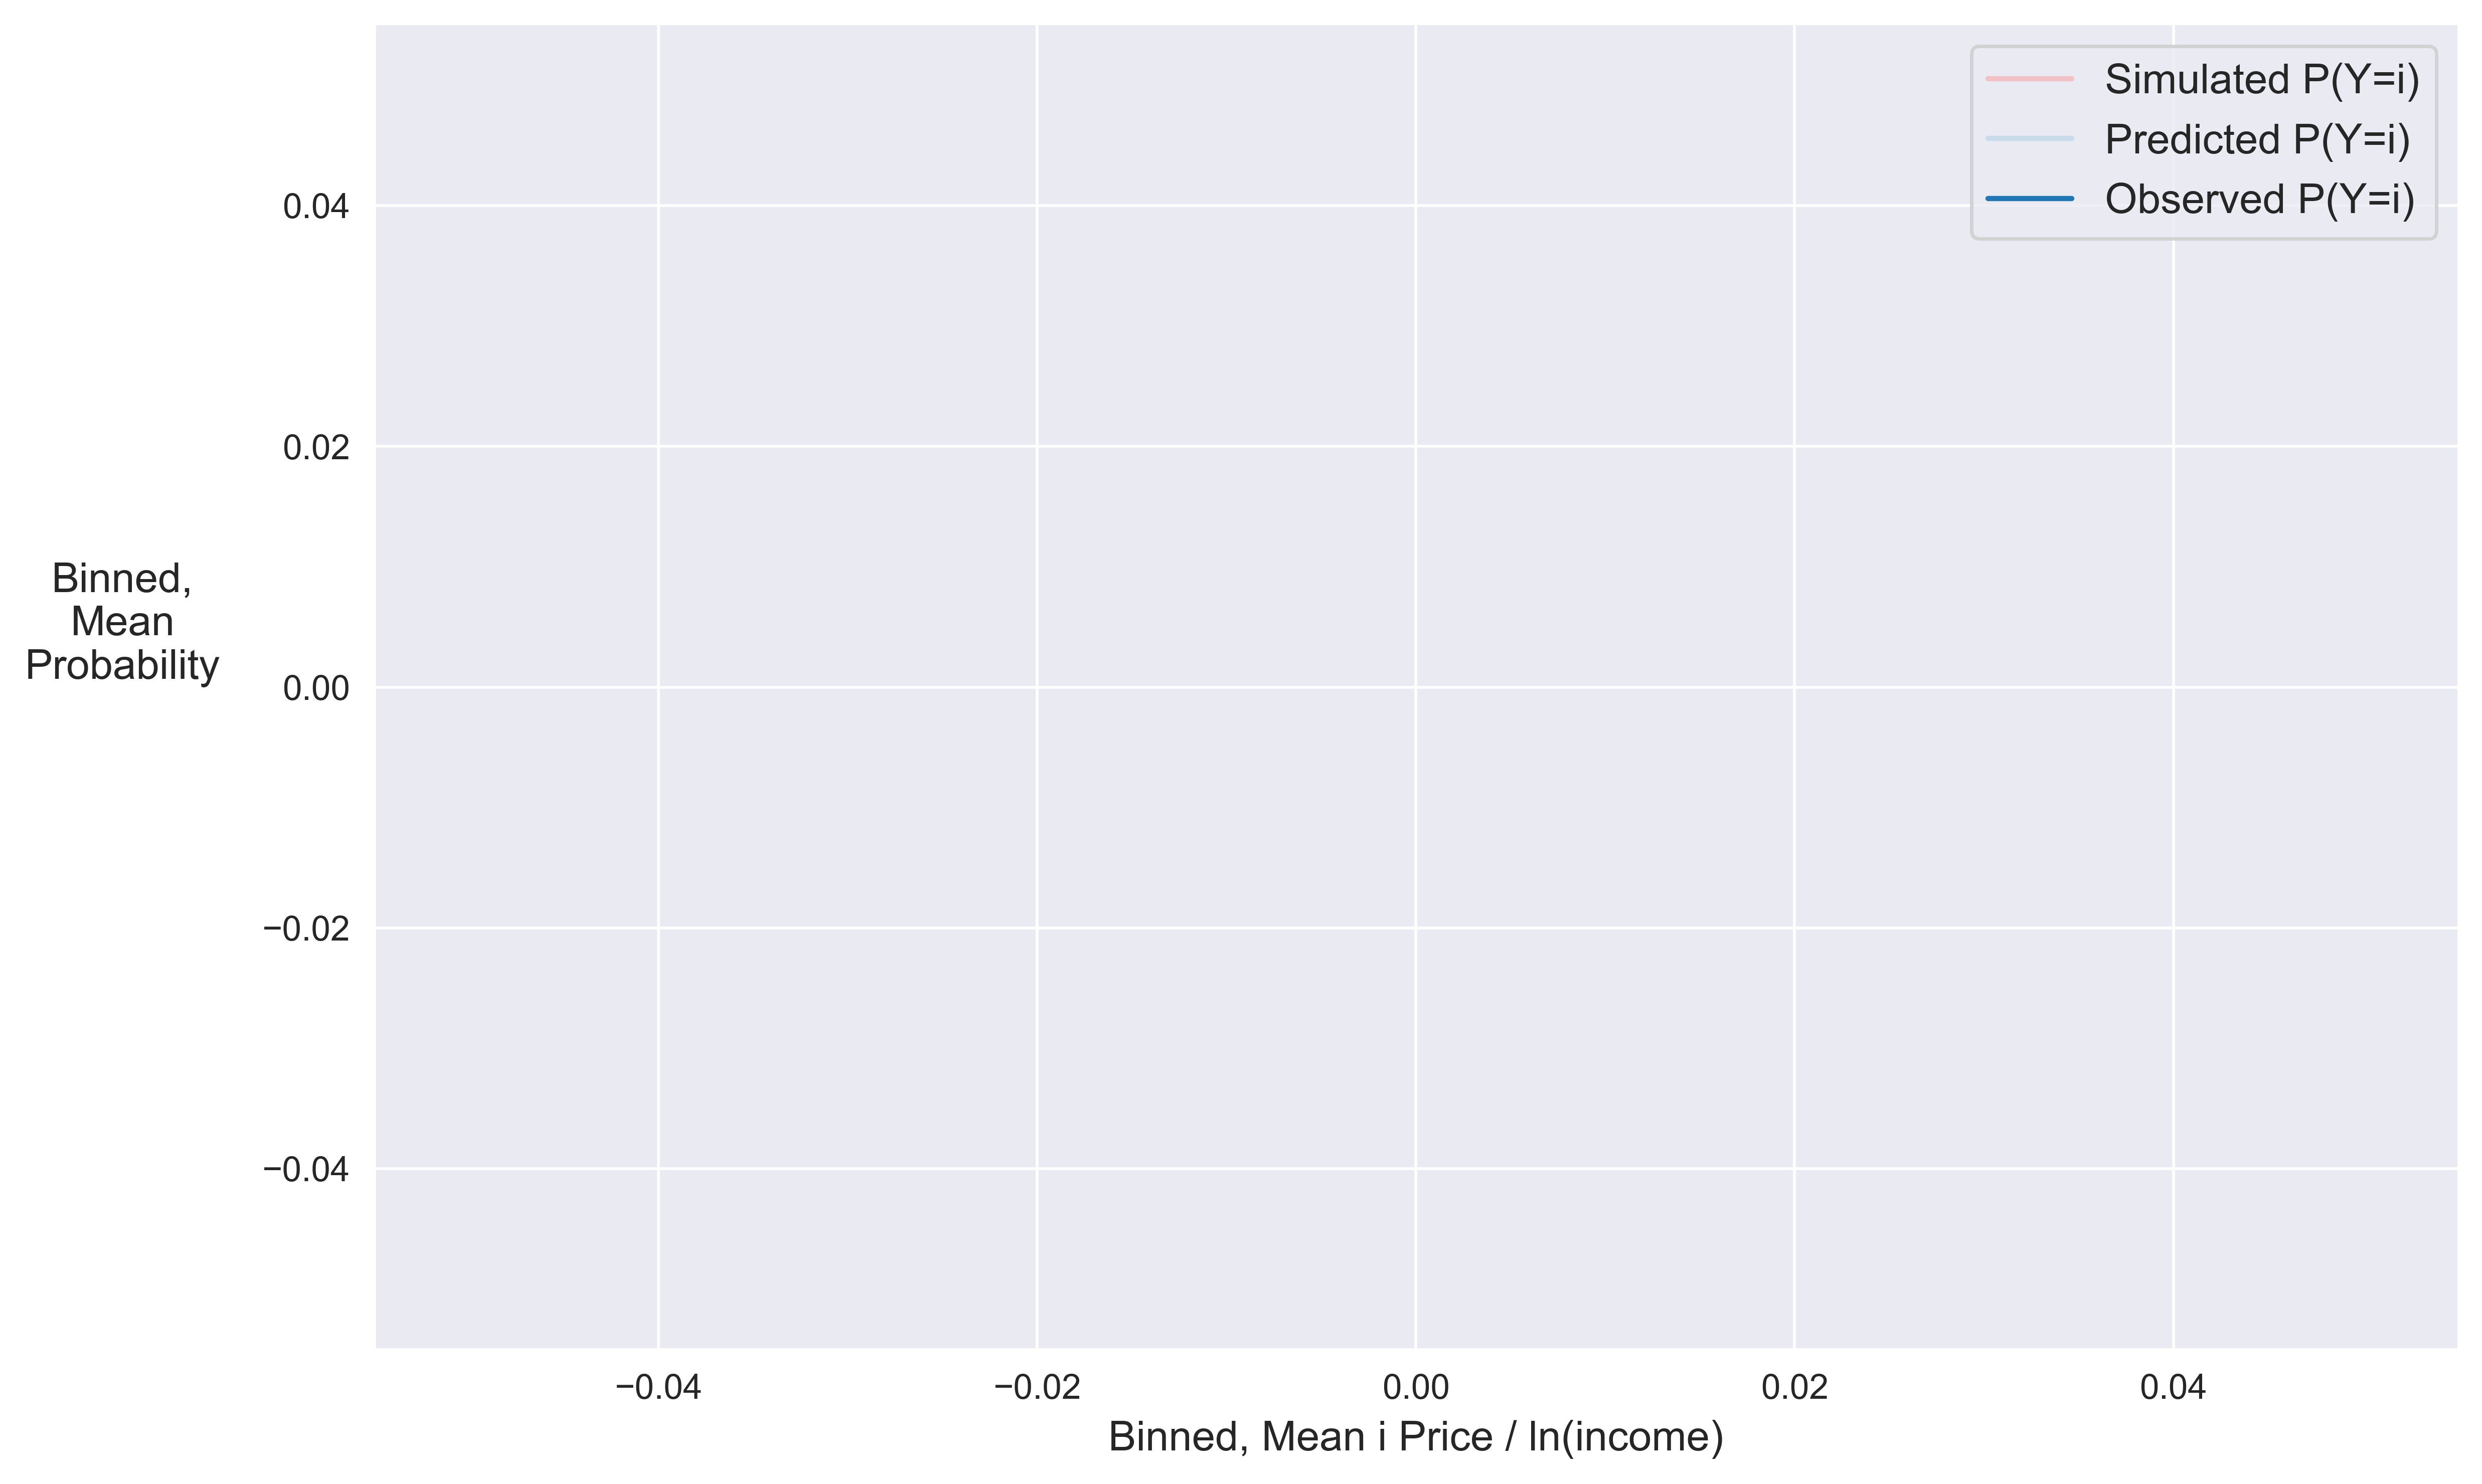 Simulated P(Y=i)
Predicted P(Y=i)
Observed P(Y=i)
0.04
0.02
Binned,
Mean
Probability
0.00
−0.02
−0.04
−0.04 −0.02 0.00 0.02 0.04
Binned, Mean i Price / ln(income)